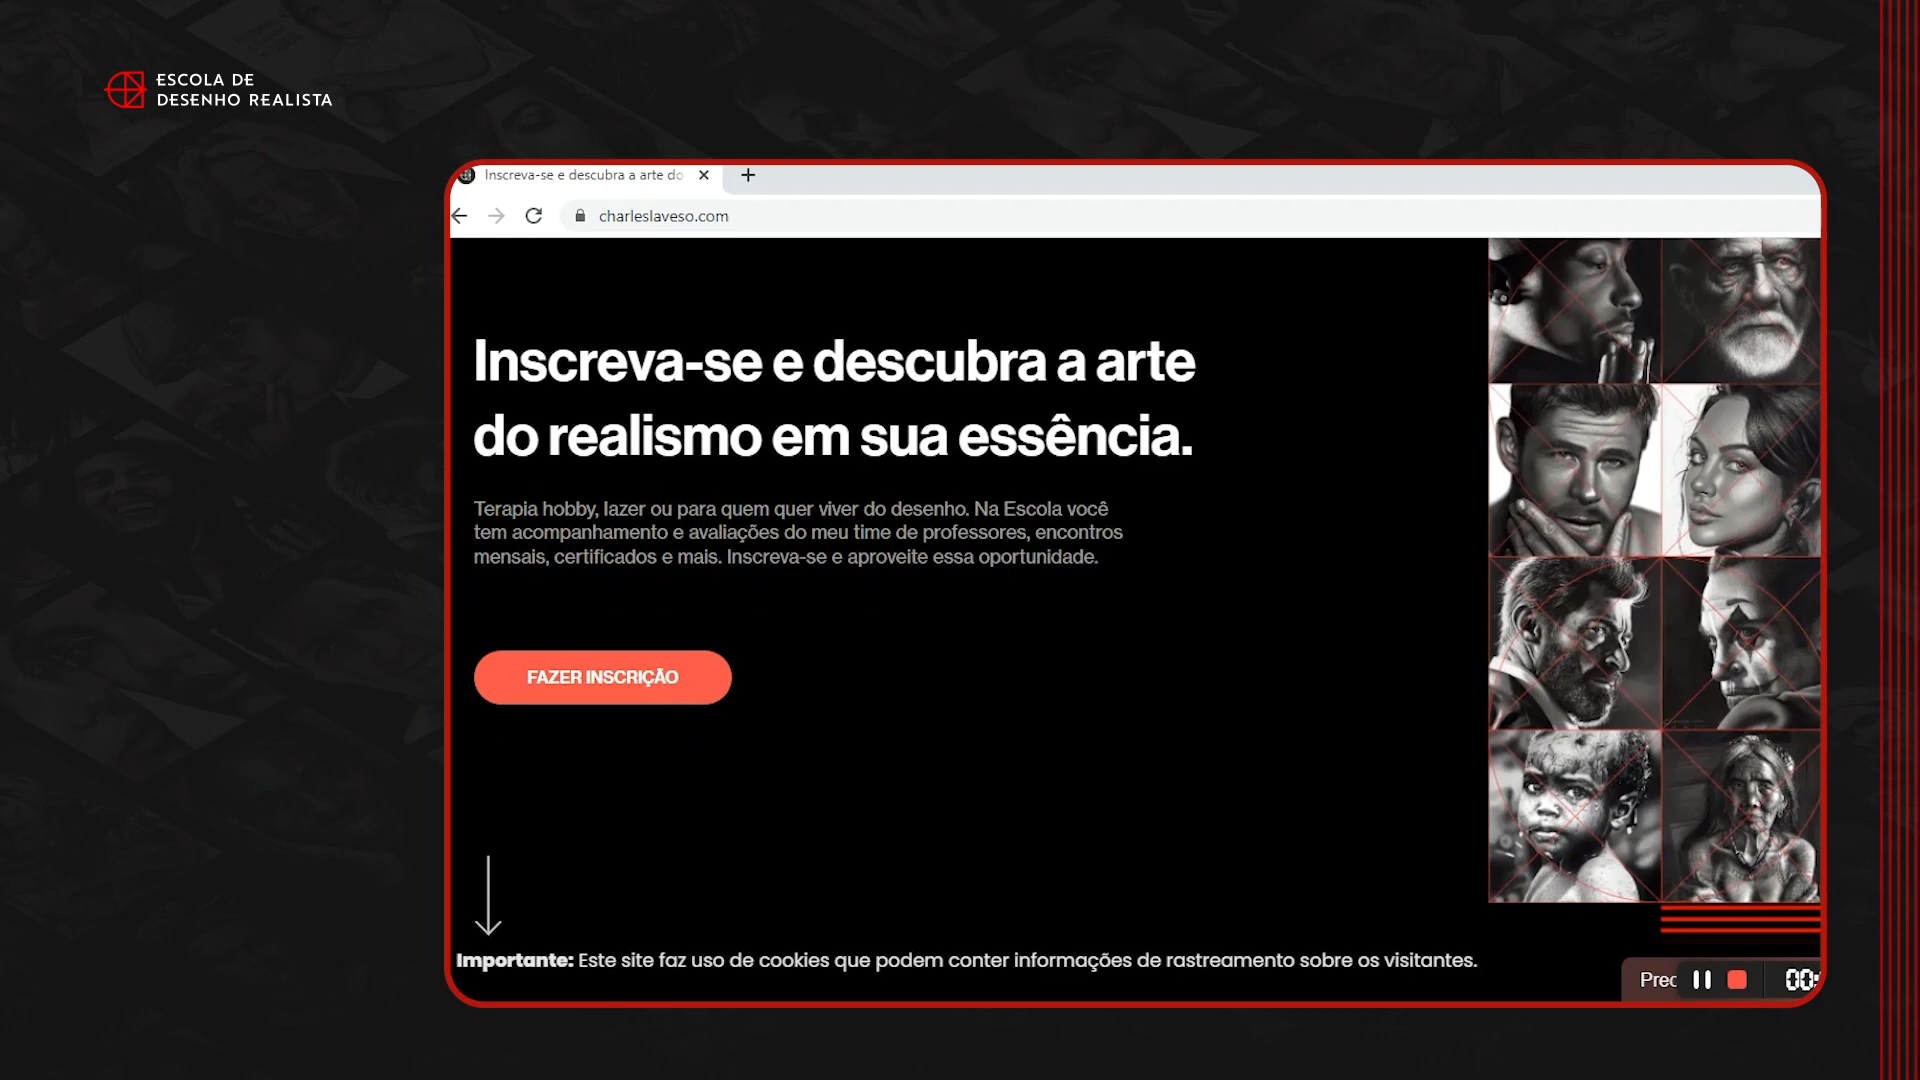 ESCOLA DE
DESENHO REALISTA
Inscreva-se e descubra a arte do
charleslaveso.com
Inscreva-se e descubra a arte
do realismo em sua essência.
Terapia hobby, lazer ou para quem quer viver do desenho. Na Escola você
tem acompanhamento e avaliações do meu time de professores, encontros
mensais, certificados e mais. Inscreva-se e aproveite essa oportunidade.
FAZER INSCRIÇÃO
Importante: Este site faz uso de cookies que podem conter informações de rastreamento sobre os visitantes.
00: